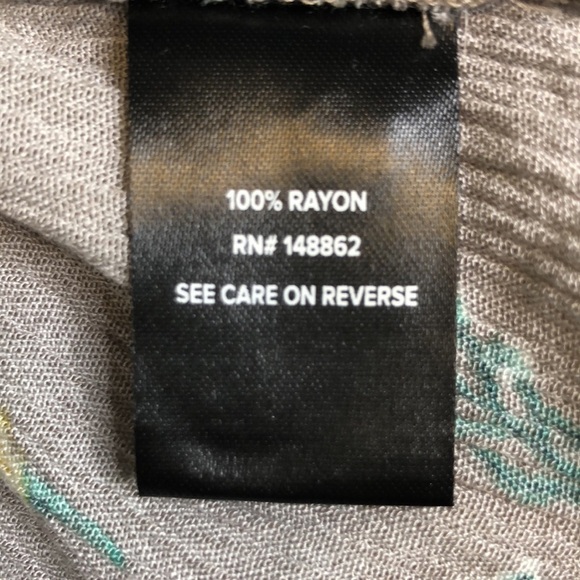 100% RAYON
RN# 148862
SEE CARE ON REVERSE